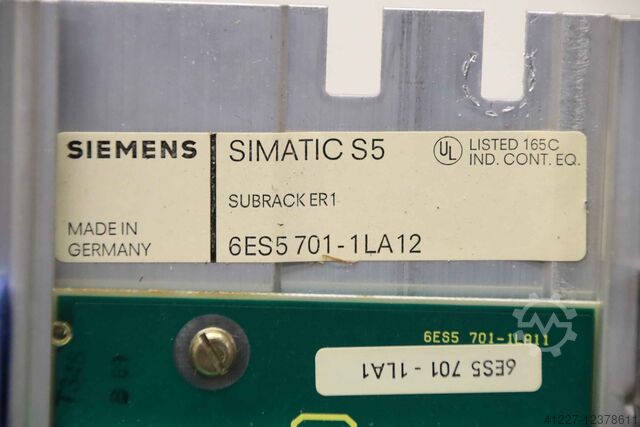 SIEMENS
SIMATIC S5
UL
LISTED 165C
IND. CONT. EQ.
SUBRACK ER1
MADE IN
GERMANY
6ES5 701-1LA12
6ES5 701-1LA11
6ES5 701 - 1LA1
41227-12378611